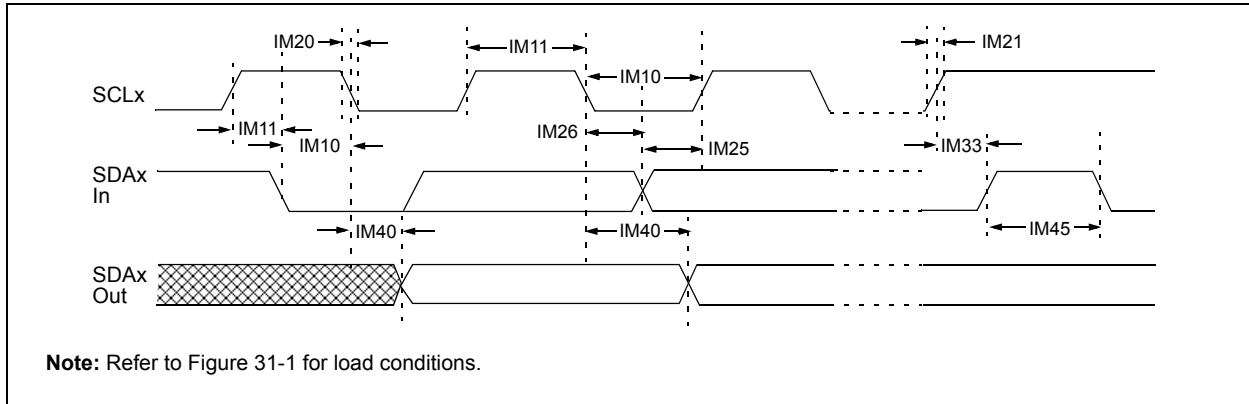 IM20
IM11
IM21
IM10
SCLx
IM11
IM10
IM26
IM25
IM33
SDAx
In
IM40
IM40
IM45
SDAx
Out
Note: Refer to Figure 31-1 for load conditions.